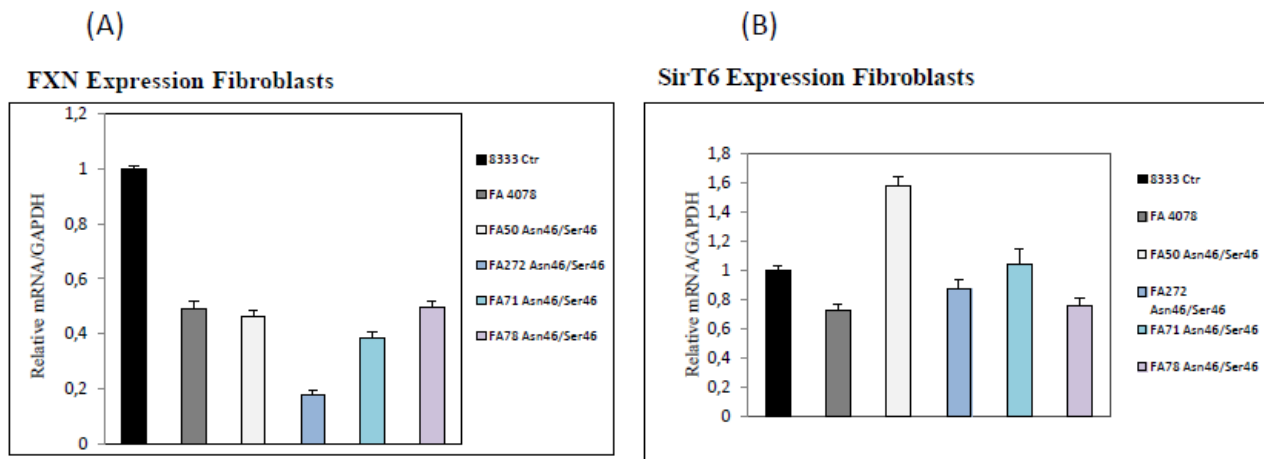 (A)
FXN Expression Fibroblasts
Relative mRNA/GAPDH
1,2
1
0,8
0,6
0,4
0,2
0
8333 Ctr
FA 4078
FA50 Asn46/Ser46
FA272 Asn46/Ser46
FA71 Asn46/Ser46
FA78 Asn46/Ser46
(B)
SirT6 Expression Fibroblasts
Relative mRNA/GAPDH
1,8
1,6
1,4
1,2
1
0,8
0,6
0,4
0,2
0
8333 Ctr
FA 4078
FA50 Asn46/Ser46
FA272
Asn46/Ser46
FA71 Asn46/Ser46
FA78 Asn46/Ser46